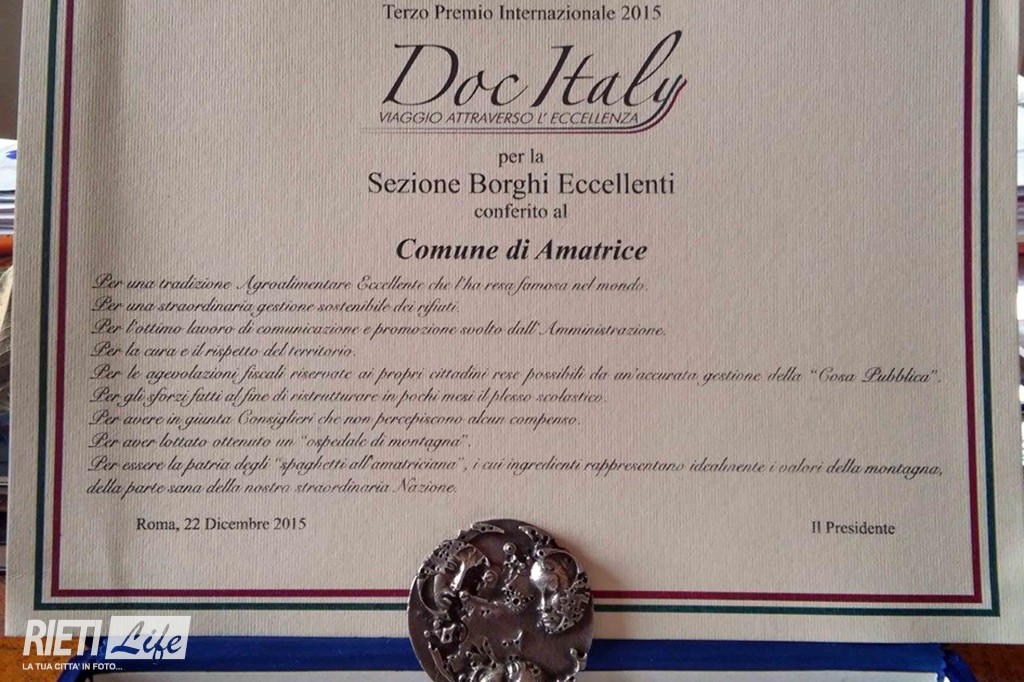 Terzo Premio Internazionale 2015
Doc Italy
VIAGGIO ATTRAVERSO L' ECCELLENZA
per la
Sezione Borghi Eccellenti
conferito al
Comune di Amatrice
Per una tradizione Agroalimentare Eccellente che l'ha resa famosa nel mondo.
Per una straordinaria gestione sostenibile dei rifiuti.
Per l'ottimo lavoro di comunicazione e promozione svolto dall'Amministrazione.
Per la cura e il rispetto del territorio.
Per le agevolazioni fiscali riservate ai propri cittadini rese possibili da un'accurata gestione della "Cosa Pubblica".
Per gli sforzi fatti al fine di ristrutturare in pochi mesi il plesso scolastico.
Per avere in giunta Consiglieri che non percepiscono alcun compenso.
Per aver lottato ottenuto un "ospedale di montagna".
Per essere la patria degli "spaghetti all'amatriciana", i cui ingredienti rappresentano idealmente i valori della montagna,
della parte sana della nostra straordinaria Nazione.
Roma, 22 Dicembre 2015
Il Presidente
RIETI Life
LA TUA CITTA' IN FOTO...